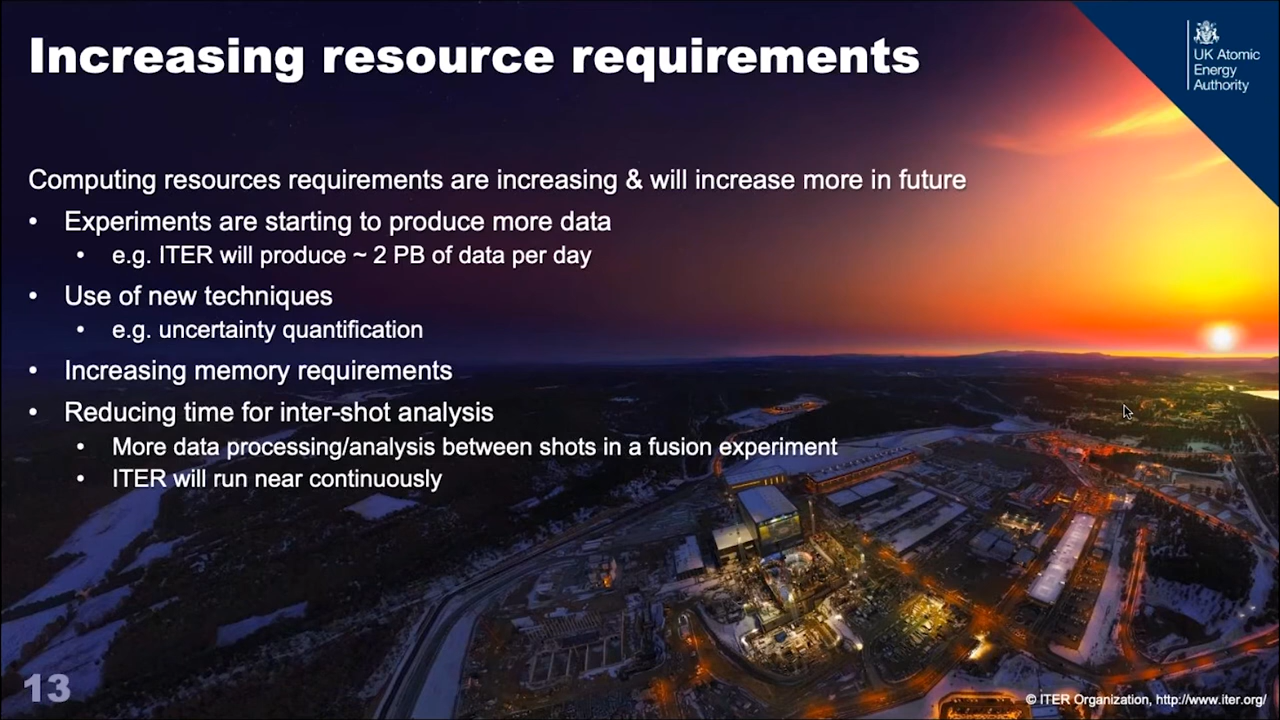 Increasing resource requirements
UK Atomic
Energy
Authority
Computing resources requirements are increasing & will increase more in future
• Experiments are starting to produce more data
• e.g. ITER will produce ~ 2 PB of data per day
• Use of new techniques
• e.g. uncertainty quantification
• Increasing memory requirements
• Reducing time for inter-shot analysis
• More data processing/analysis between shots in a fusion experiment
• ITER will run near continuously
13
© ITER Organization, http://www.iter.org/